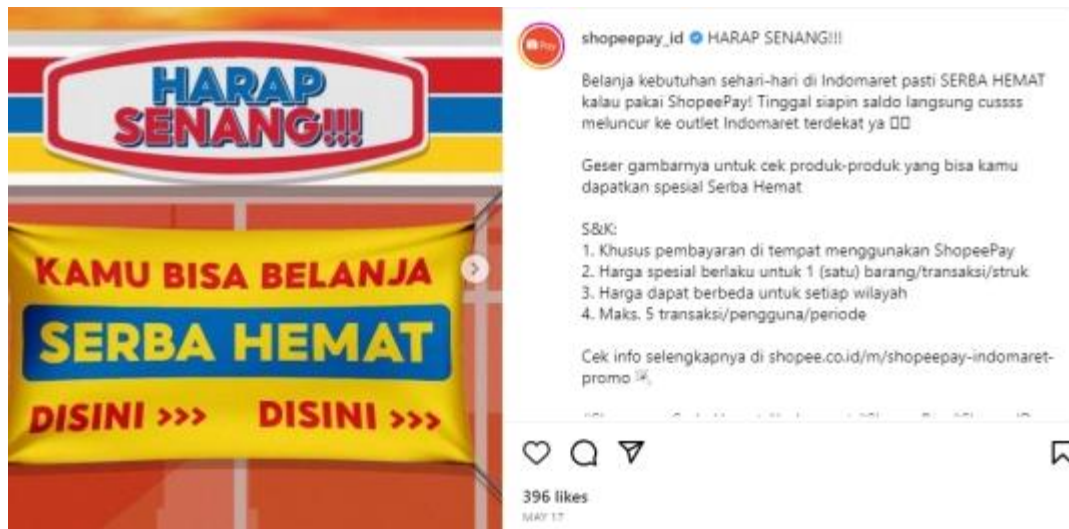 HARAP
SENANG!!!
KAMU BISA BELANJA
SERBA HEMAT
DISINI >>> DISINI >>>
Pay
shopeepay_id HARAP SENANG!!!
Belanja kebutuhan sehari-hari di Indomaret pasti SERBA HEMAT
kalau pakai ShopeePay! Tinggal siapin saldo langsung cussss
meluncur ke outlet Indomaret terdekat ya
Geser gambarnya untuk cek produk-produk yang bisa kamu
dapatkan spesial Serba Hemat
S&K:
1. Khusus pembayaran di tempat menggunakan ShopeePay
2. Harga spesial berlaku untuk 1 (satu) barang/transaksi/struk
3. Harga dapat berbeda untuk setiap wilayah
4. Maks. 5 transaksi/pengguna/periode
Cek info selengkapnya di shopee.co.id/m/shopeepay-indomaret-
promo
396 likes
MAY 17